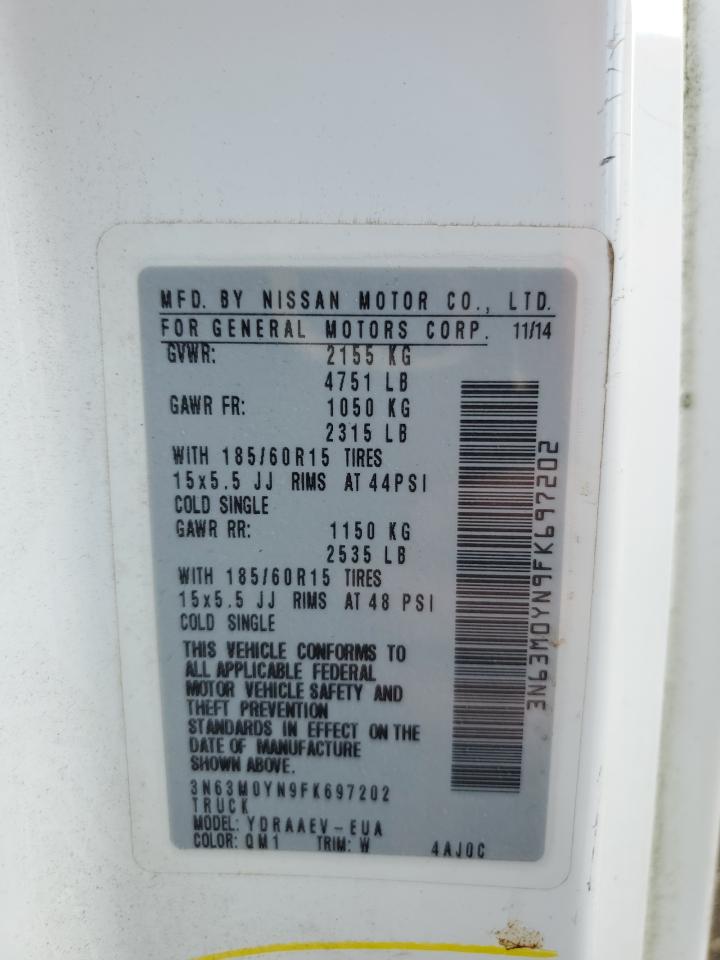 MFD. BY NISSAN MOTOR CO., LTD.
FOR GENERAL MOTORS CORP. 11/14
GVWR: 2155 KG
4751 LB
GAWR FR: 1050 KG
2315 LB
WITH 185/60R15 TIRES
15x5.5 JJ RIMS AT 44PSI
COLD SINGLE
GAWR RR: 1150 KG
2535 LB
WITH 185/60R15 TIRES
15x5.5 JJ RIMS AT 48 PSI
COLD SINGLE
THIS VEHICLE CONFORMS TO
ALL APPLICABLE FEDERAL
MOTOR VEHICLE SAFETY AND
THEFT PREVENTION
STANDARDS IN EFFECT ON THE
DATE OF MANUFACTURE
SHOWN ABOVE.
3N63M0YN9FK697202
TRUCK
MODEL: YDRAAEV-EUA
COLOR: QM1 TRIM: W 4AJ0C
3N63M0YN9FK697202